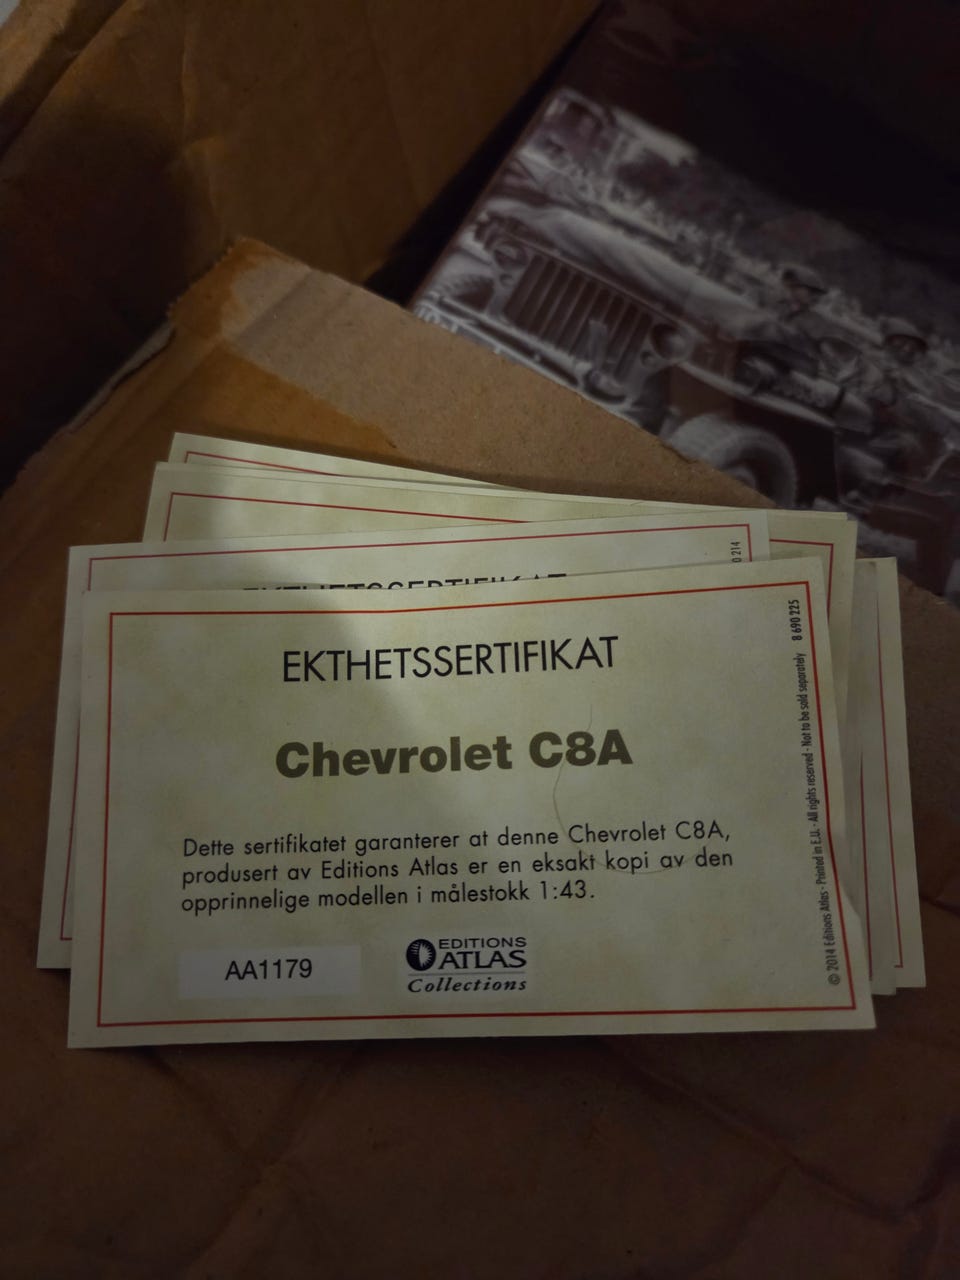 EKTHETSSERTIFIKAT
EKTHETSSERTIFIKAT
Chevrolet C8A
Dette sertifikatet garanterer at denne Chevrolet C8A,
produsert av Editions Atlas er en eksakt kopi av den
opprinnelige modellen i målestokk 1:43.
AA1179
EDITIONS
ATLAS
Collections
© 2014 Editions Atlas - Printed in E.U. - All rights reserved - Not to be sold separately 8 690 225